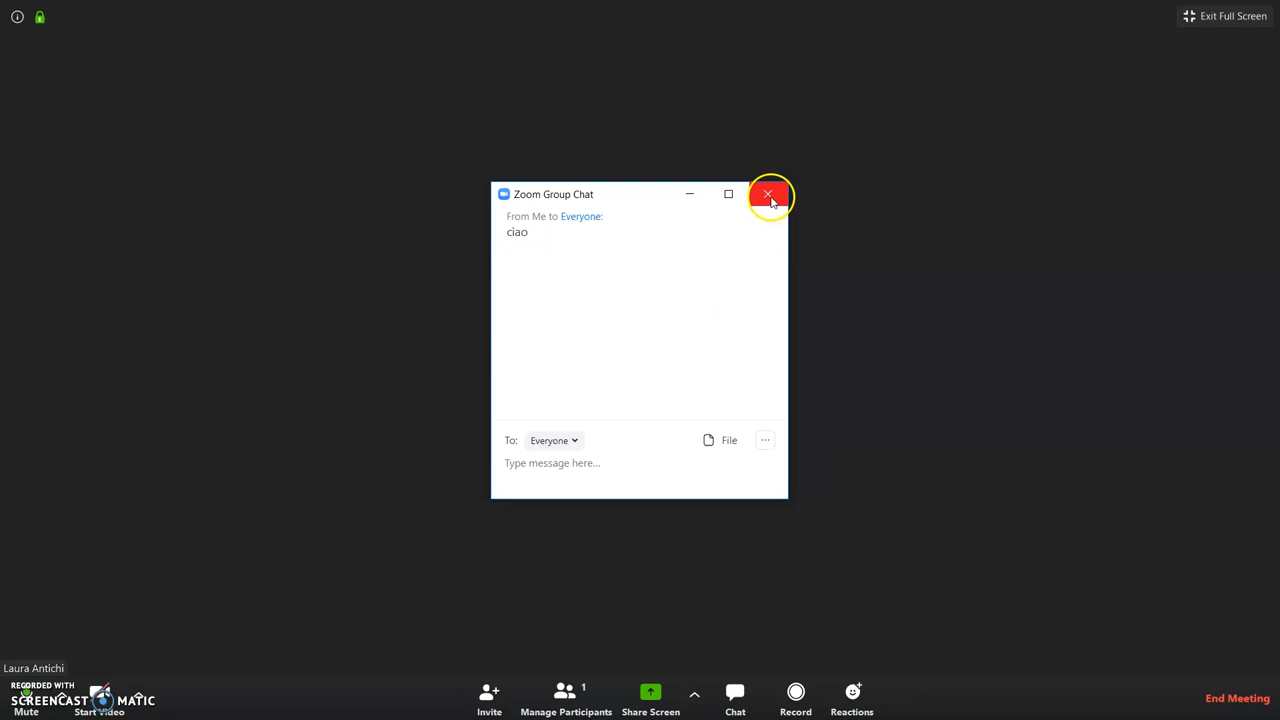 Exit Full Screen
Zoom Group Chat
From Me to Everyone:
ciao
To: Everyone File ...
Type message here...
Laura Antichi
RECORDED WITH
SCREENCAST MATIC
Mute Start Video Invite Manage Participants 1 Share Screen Chat Record Reactions End Meeting